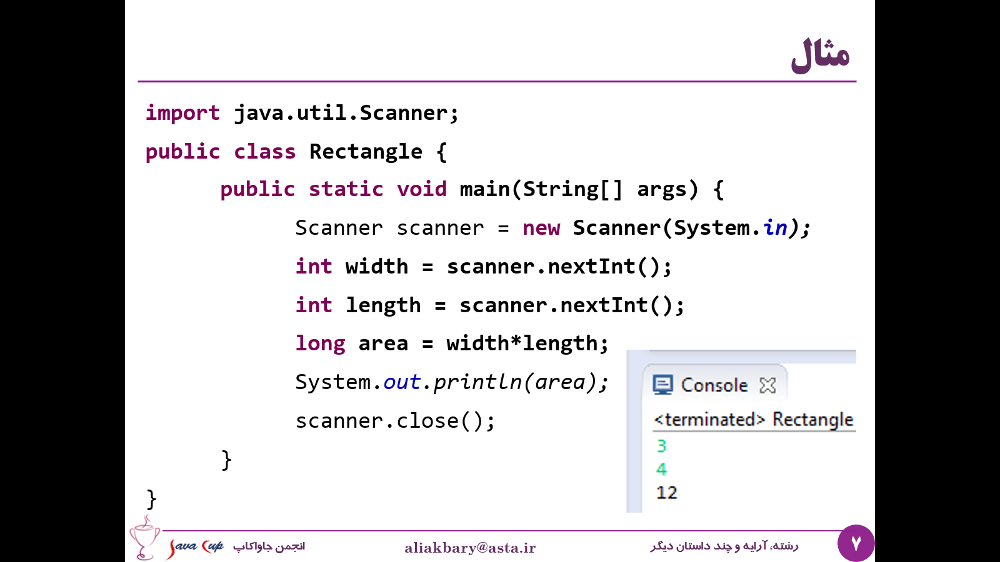 مثال
import java.util.Scanner;
public class Rectangle {
public static void main(String[] args) {
Scanner scanner = new Scanner(System.in);
int width = scanner.nextInt();
int length = scanner.nextInt();
long area = width*length;
System.out.println(area);
scanner.close();
}
}
Console
<terminated> Rectangle
3
4
12
Java Cup
انجمن جاواکاپ
aliakbary@asta.ir
رشته، آرایه و چند داستان دیگر
۷